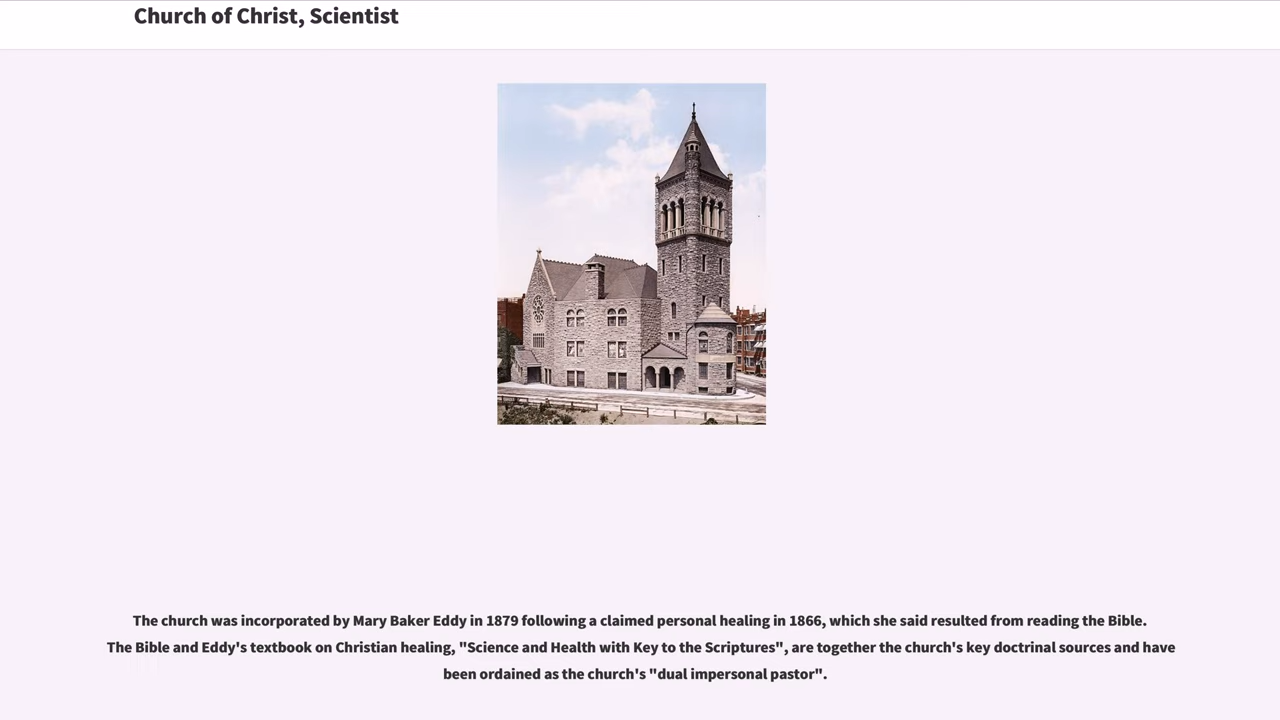 Church of Christ, Scientist
The church was incorporated by Mary Baker Eddy in 1879 following a claimed personal healing in 1866, which she said resulted from reading the Bible.
The Bible and Eddy's textbook on Christian healing, "Science and Health with Key to the Scriptures", are together the church's key doctrinal sources and have
been ordained as the church's "dual impersonal pastor".